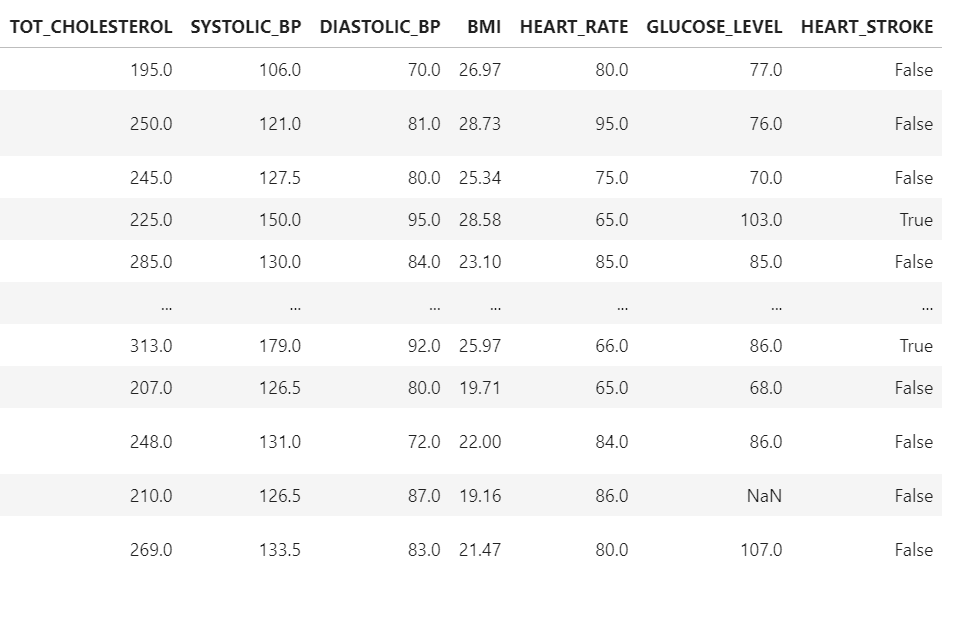 TOT_CHOLESTEROL SYSTOLIC_BP DIASTOLIC_BP BMI HEART_RATE GLUCOSE_LEVEL HEART_STROKE
195.0 106.0 70.0 26.97 80.0 77.0 False
250.0 121.0 81.0 28.73 95.0 76.0 False
245.0 127.5 80.0 25.34 75.0 70.0 False
225.0 150.0 95.0 28.58 65.0 103.0 True
285.0 130.0 84.0 23.10 85.0 85.0 False
... ... ... ... ... ... ...
313.0 179.0 92.0 25.97 66.0 86.0 True
207.0 126.5 80.0 19.71 65.0 68.0 False
248.0 131.0 72.0 22.00 84.0 86.0 False
210.0 126.5 87.0 19.16 86.0 NaN False
269.0 133.5 83.0 21.47 80.0 107.0 False